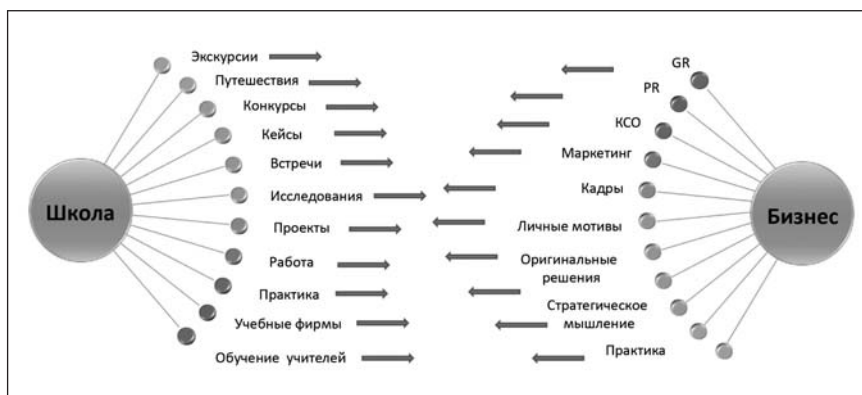 Школа
Экскурсии
Путешествия
Конкурсы
Кейсы
Встречи
Исследования
Проекты
Работа
Практика
Учебные фирмы
Обучение учителей
GR
PR
КСО
Маркетинг
Кадры
Личные мотивы
Оригинальные
решения
Стратегическое
мышление
Практика
Бизнес